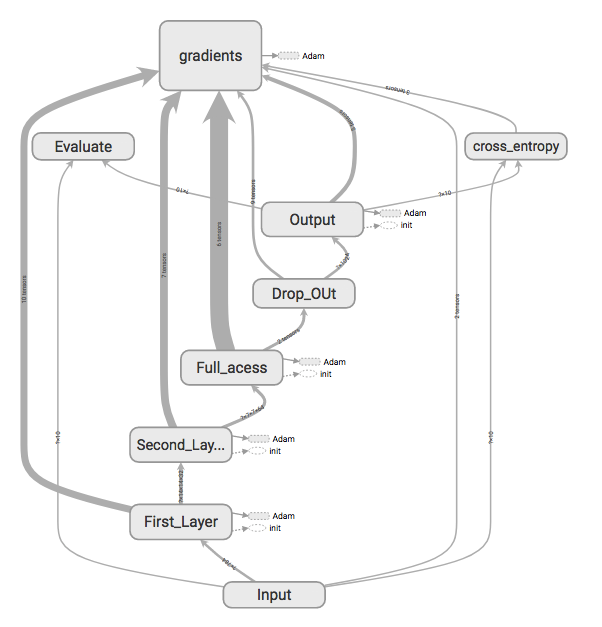 gradients
Adam
3 tensors
Evaluate
cross_entropy
?×10
?×10
Output
Adam
init
6 tensors
7 tensors
10 tensors
2 tensors
Drop_OUt
?×1024
2 tensors
Full_acess
Adam
init
?×7×7×64
?×10
?×10
Second_Lay...
Adam
init
?×14×14×32
First_Layer
Adam
init
?×784
Input